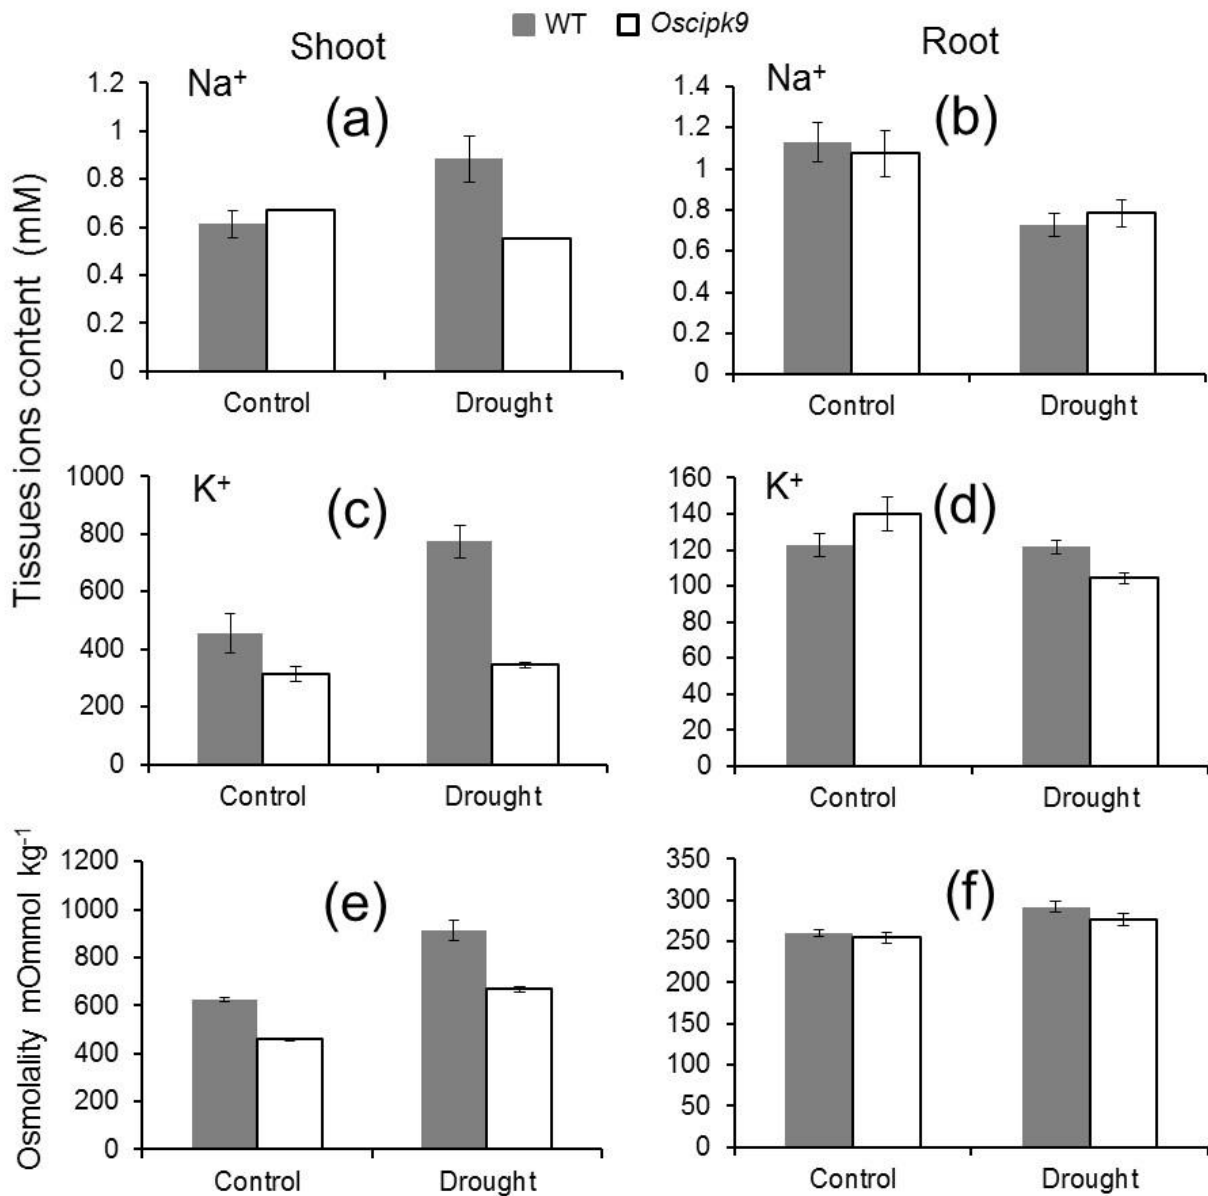 WT Oscipk9
Shoot
Root
Tissues ions content (mM)
Na⁺
(a)
1.2
1
0.8
0.6
0.4
0.2
0
Control Drought
Na⁺
(b)
1.4
1.2
1
0.8
0.6
0.4
0.2
0
Control Drought
K⁺
(c)
1000
800
600
400
200
0
Control Drought
K⁺
(d)
160
140
120
100
80
60
40
20
0
Control Drought
Osmolality mOmmol kg⁻¹
(e)
1200
1000
800
600
400
200
0
Control Drought
(f)
350
300
250
200
150
100
50
0
Control Drought